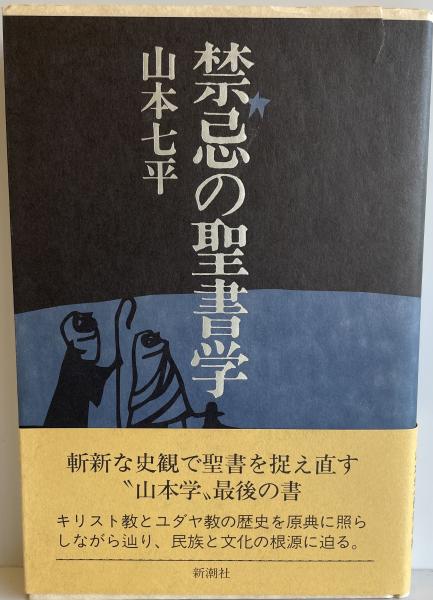 禁忌の聖書学
山本七平
斬新な史観で聖書を捉え直す
〝山本学〟最後の書
キリスト教とユダヤ教の歴史を原典に照ら
しながら辿り、民族と文化の根源に迫る。
新潮社